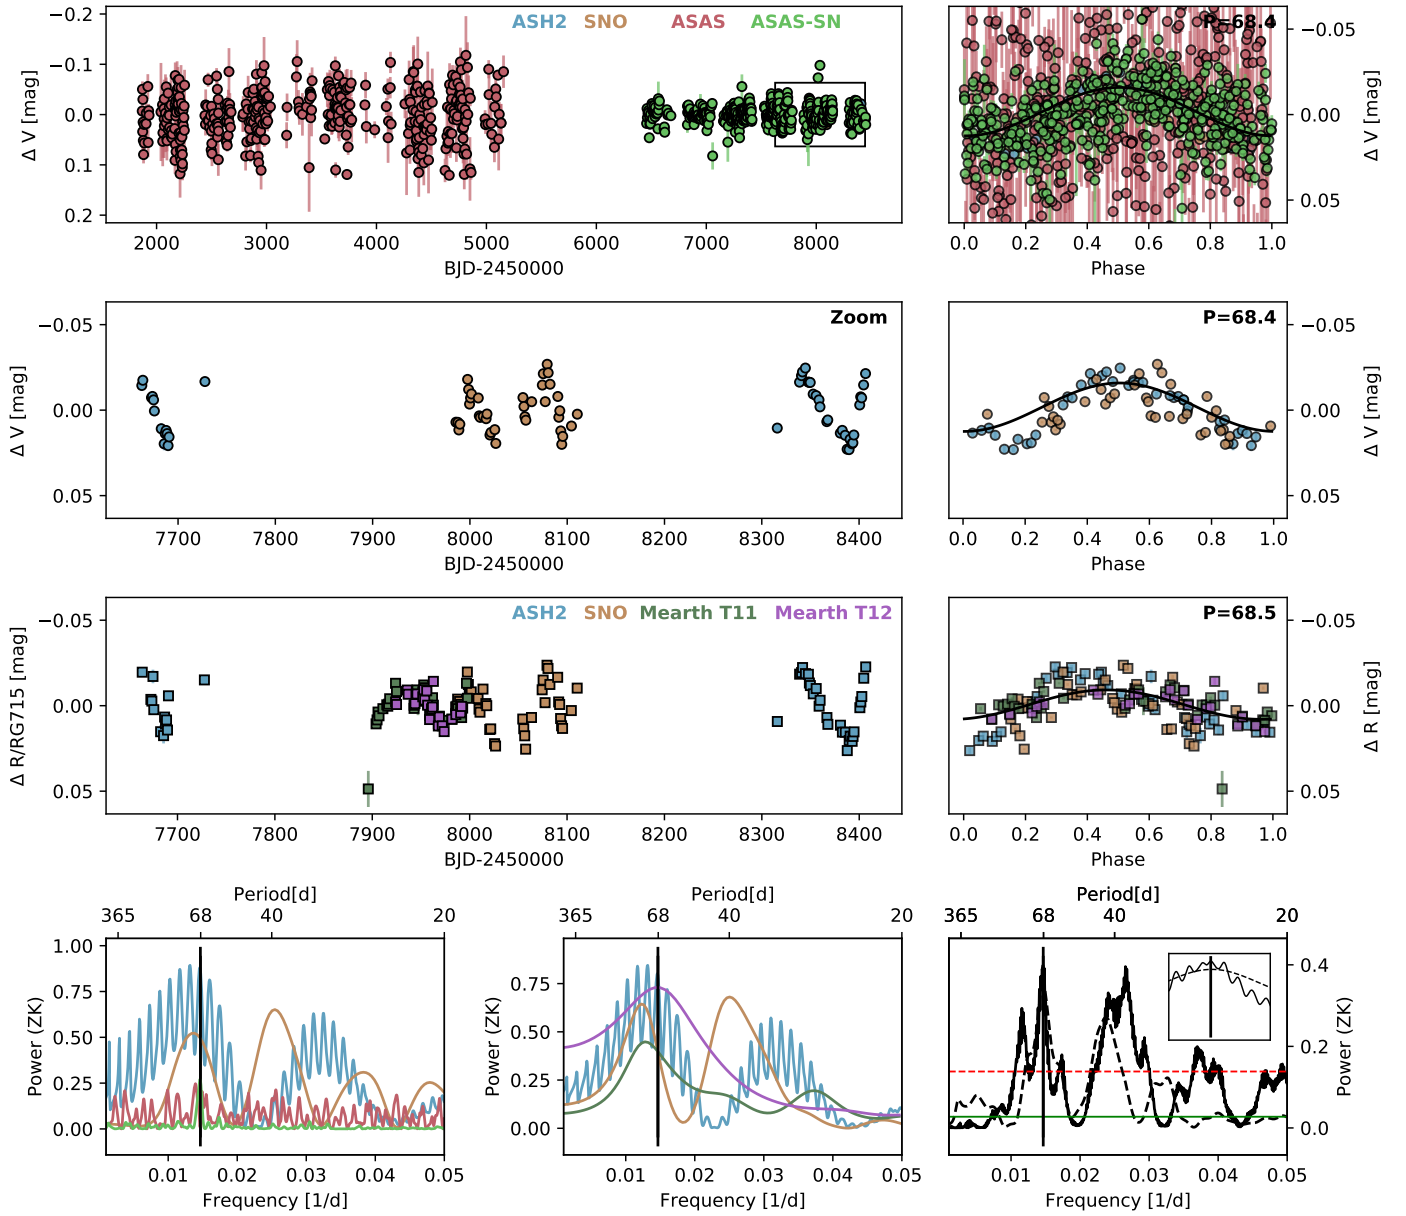 ASH2 SNO ASAS ASAS-SN
−0.2
−0.1
0.0
0.1
0.2
Δ V [mag]
2000 3000 4000 5000 6000 7000 8000
BJD-2450000
P=68.4
−0.05
0.00
0.05
Δ V [mag]
0.0 0.2 0.4 0.6 0.8 1.0
Phase
Zoom
−0.05
0.00
0.05
Δ V [mag]
7700 7800 7900 8000 8100 8200 8300 8400
BJD-2450000
P=68.4
−0.05
0.00
0.05
Δ V [mag]
0.0 0.2 0.4 0.6 0.8 1.0
Phase
ASH2 SNO Mearth T11 Mearth T12
−0.05
0.00
0.05
Δ R/RG715 [mag]
7700 7800 7900 8000 8100 8200 8300 8400
BJD-2450000
P=68.5
−0.05
0.00
0.05
Δ R [mag]
0.0 0.2 0.4 0.6 0.8 1.0
Phase
Period[d]
365 68 40 20
1.00
0.75
0.50
0.25
0.00
Power (ZK)
0.01 0.02 0.03 0.04 0.05
Frequency [1/d]
Period[d]
365 68 40 20
0.75
0.50
0.25
0.00
Power (ZK)
0.01 0.02 0.03 0.04 0.05
Frequency [1/d]
Period[d]
365 68 40 20
0.4
0.2
0.0
Power (ZK)
0.01 0.02 0.03 0.04 0.05
Frequency [1/d]